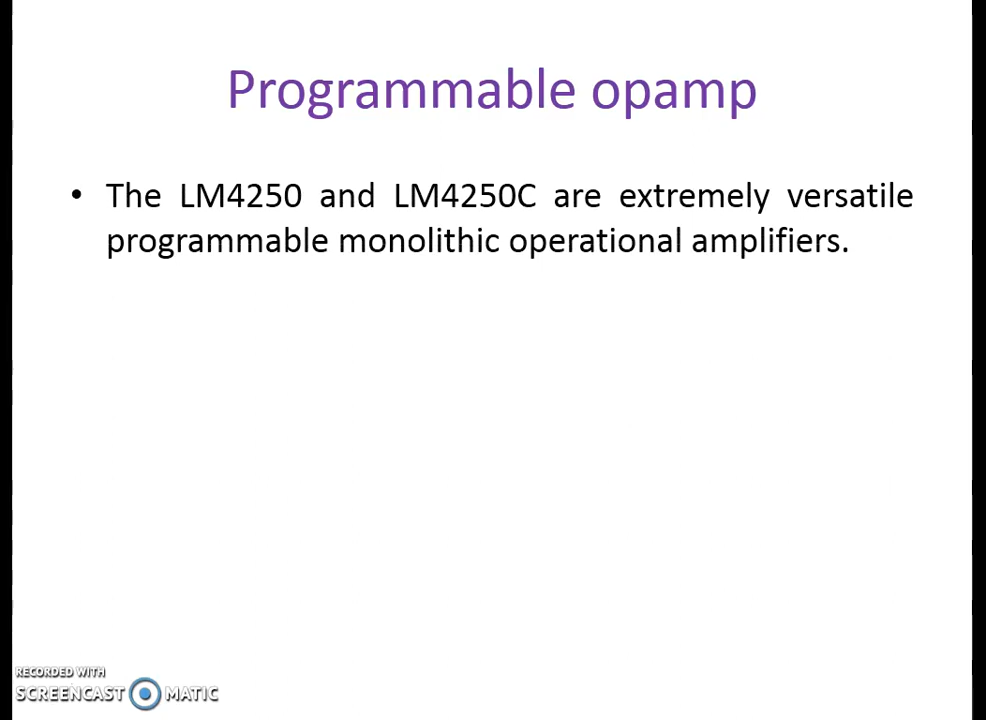 Programmable opamp
• The LM4250 and LM4250C are extremely versatile
programmable monolithic operational amplifiers.
RECORDED WITH
SCREENCAST MATIC